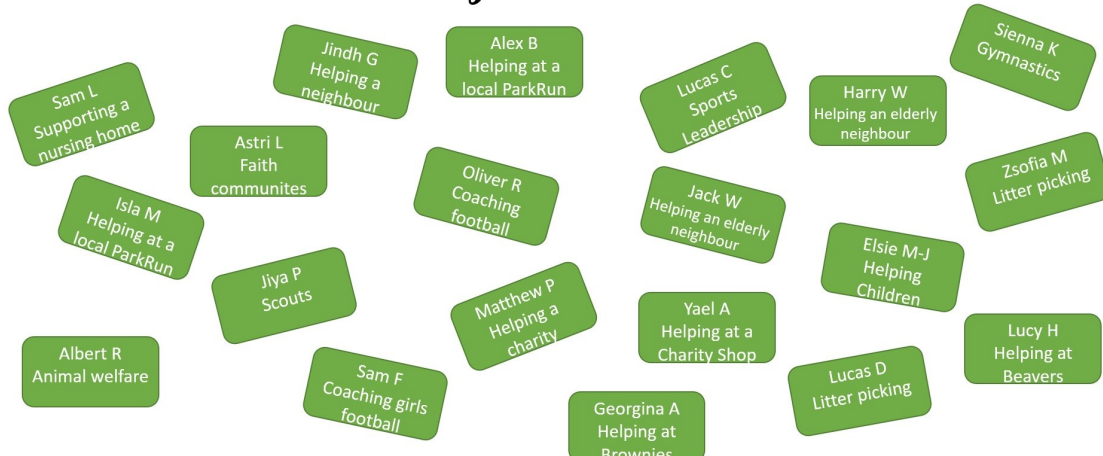 Sam L
Supporting a
nursing home
Jindh G
Helping a
neighbour
Alex B
Helping at a
local ParkRun
Lucas C
Sports
Leadership
Harry W
Helping an elderly
neighbour
Sienna K
Gymnastics
Astri L
Faith
communites
Oliver R
Coaching
football
Jack W
Helping an elderly
neighbour
Zsofia M
Litter picking
Isla M
Helping at a
local ParkRun
Jiya P
Scouts
Matthew P
Helping a
charity
Yael A
Helping at a
Charity Shop
Elsie M-J
Helping
Children
Lucy H
Helping at
Beavers
Albert R
Animal welfare
Sam F
Coaching girls
football
Georgina A
Helping at
Brownies
Lucas D
Litter picking